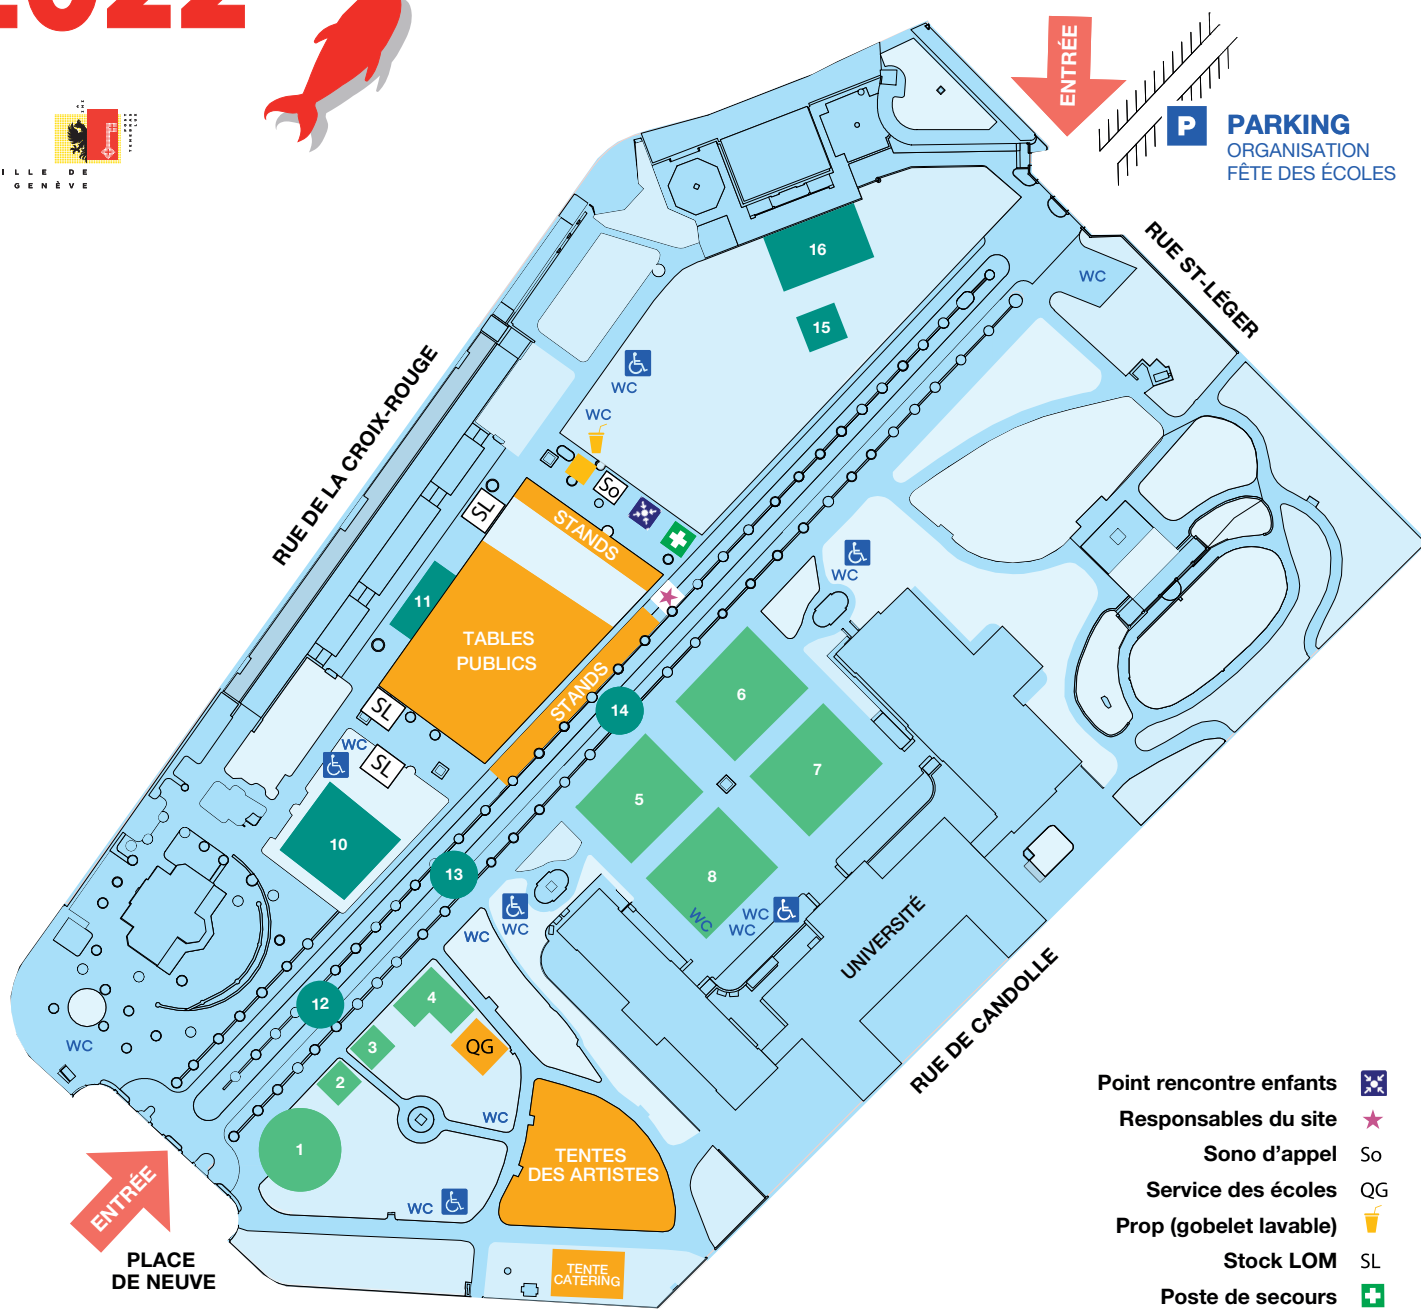 2022
VILLE DE
GENÈVE
ENTRÉE
P
PARKING
ORGANISATION
FÊTE DES ÉCOLES
RUE ST-LÉGER
WC
16
15
RUE DE LA CROIX-ROUGE
WC
WC
So
SL
STANDS
WC
11
TABLES
PUBLICS
STANDS
SL
14
6
7
5
8
WC
SL
10
13
WC
WC
WC
WC
WC
UNIVERSITÉ
RUE DE CANDOLLE
12
4
3
QG
2
WC
WC
1
TENTES
DES ARTISTES
WC
ENTRÉE
PLACE
DE NEUVE
TENTE
CATERING
Point rencontre enfants
Responsables du site
Sono d'appel So
Service des écoles QG
Prop (gobelet lavable)
Stock LOM SL
Poste de secours